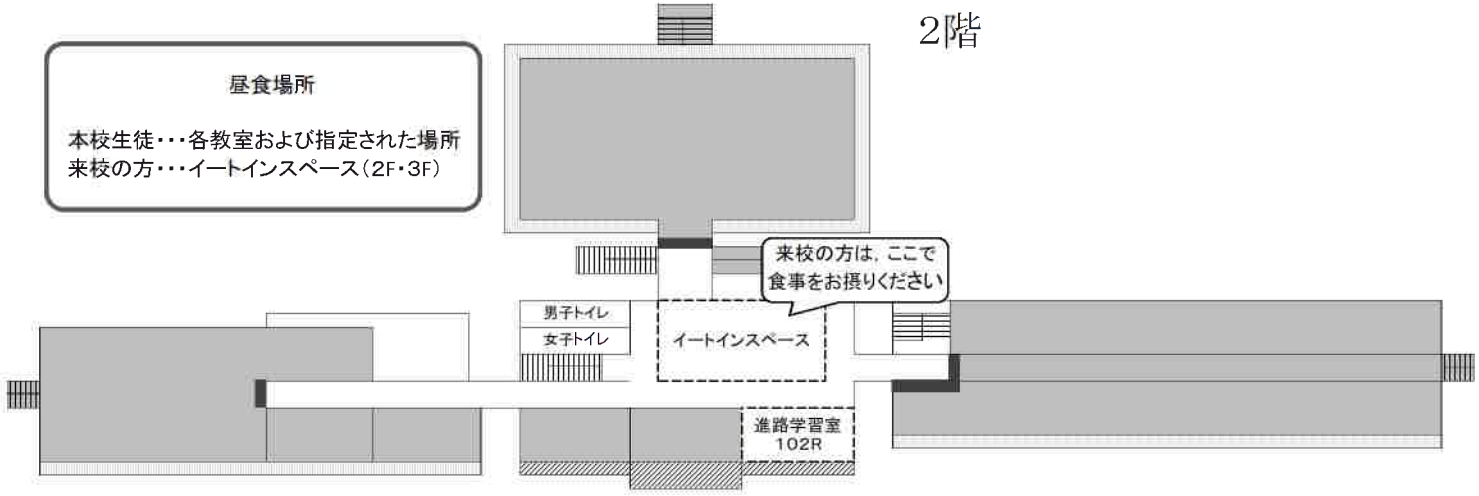 2階
昼食場所
本校生徒・・・各教室および指定された場所
来校の方・・・イートインスペース(2F・3F)
来校の方は,ここで
食事をお摂りください
男子トイレ
女子トイレ
イートインスペース
進路学習室
102R